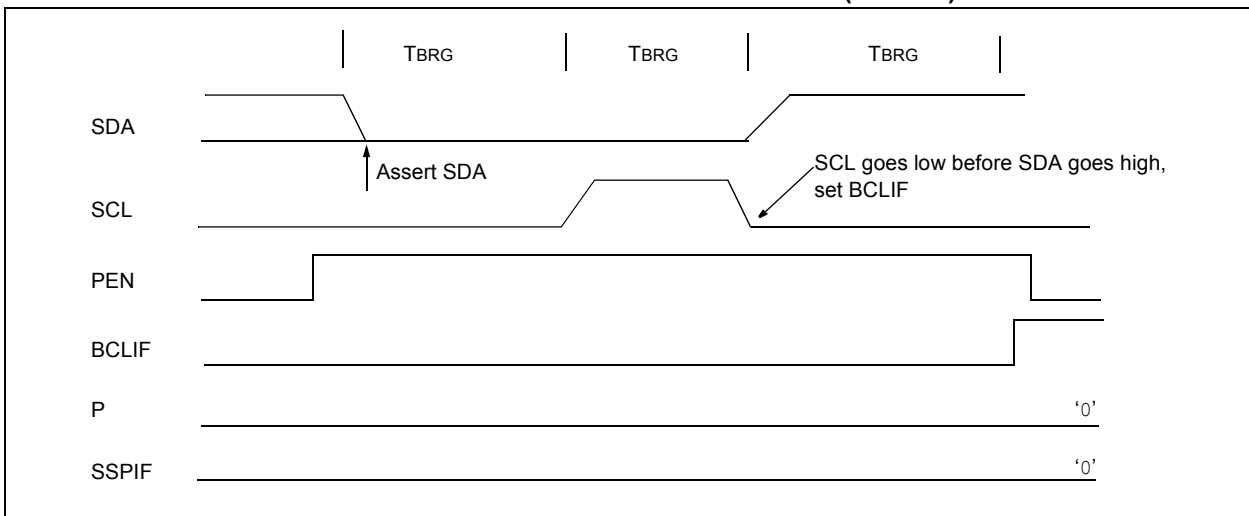 TBRG TBRG TBRG
SDA
Assert SDA
SCL goes low before SDA goes high,
set BCLIF
SCL
PEN
BCLIF
P
‘0’
SSPIF
‘0’